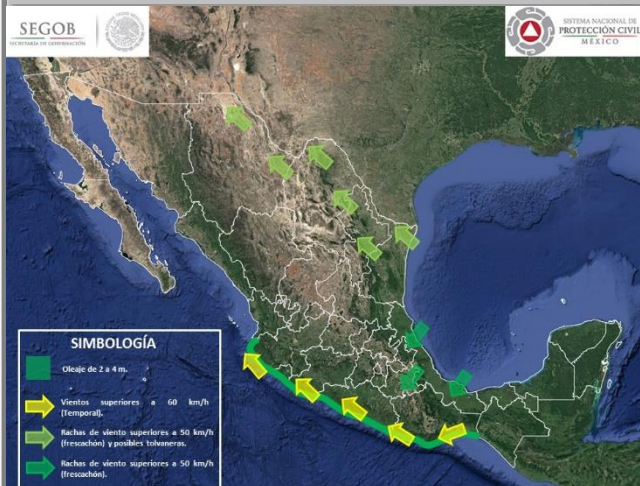 SEGOB
SECRETARÍA DE GOBERNACIÓN
SISTEMA NACIONAL DE
PROTECCIÓN CIVIL
MÉXICO
SIMBOLOGÍA
Oleaje de 2 a 4 m.
Vientos superiores a 60 km/h
(Temporal).
Rachas de viento superiores a 50 km/h
(frescachón) y posibles tolvaneras.
Rachas de viento superiores a 50 km/h
(frescachón).